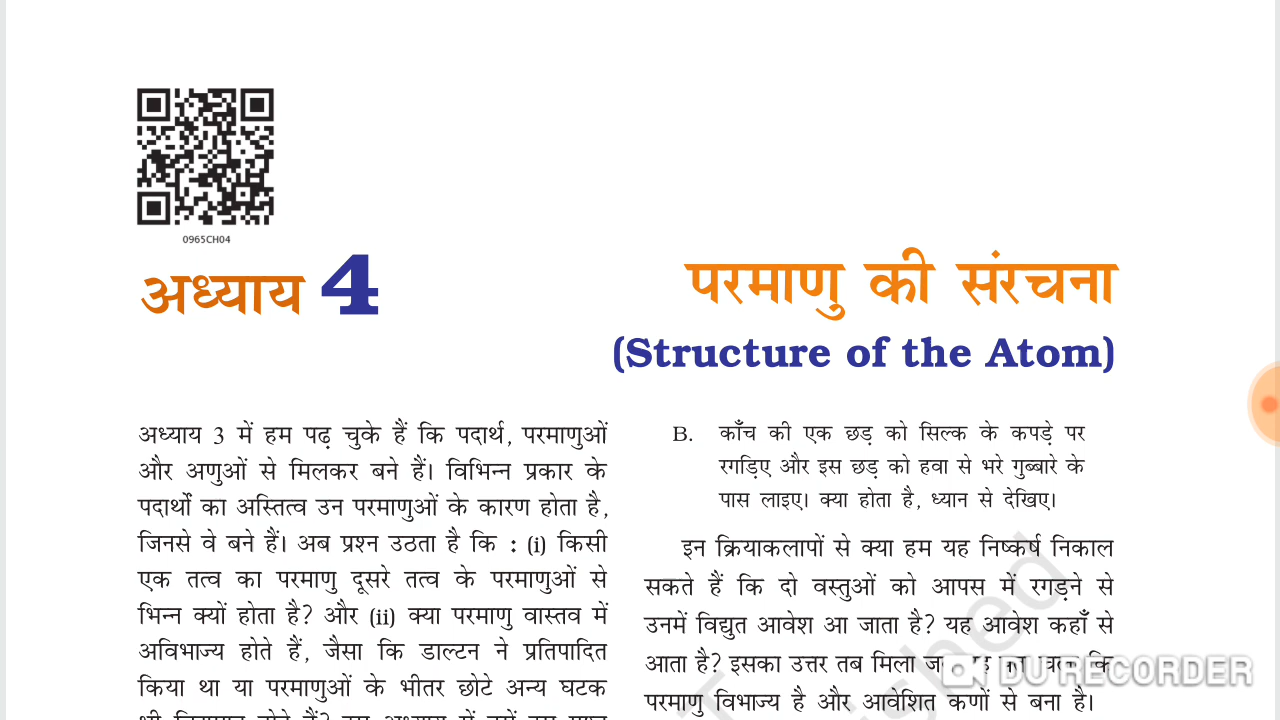 0965CH04
अध्याय 4
परमाणु की संरचना
(Structure of the Atom)
अध्याय 3 में हम पढ़ चुके हैं कि पदार्थ, परमाणुओं
और अणुओं से मिलकर बने हैं। विभिन्न प्रकार के
पदार्थों का अस्तित्व उन परमाणुओं के कारण होता है,
जिनसे वे बने हैं। अब प्रश्न उठता है कि : (i) किसी
एक तत्व का परमाणु दूसरे तत्व के परमाणुओं से
भिन्न क्यों होता है? और (ii) क्या परमाणु वास्तव में
अविभाज्य होते हैं, जैसा कि डाल्टन ने प्रतिपादित
किया था या परमाणुओं के भीतर छोटे अन्य घटक
B. काँच की एक छड़ को सिल्क के कपड़े पर
रगड़िए और इस छड़ को हवा से भरे गुब्बारे के
पास लाइए। क्या होता है, ध्यान से देखिए।
इन क्रियाकलापों से क्या हम यह निष्कर्ष निकाल
सकते हैं कि दो वस्तुओं को आपस में रगड़ने से
उनमें विद्युत आवेश आ जाता है? यह आवेश कहाँ से
आता है? इसका उत्तर तब मिला कि
परमाणु विभाज्य है और आवेशित कणों से बना है।
DU RECORDER